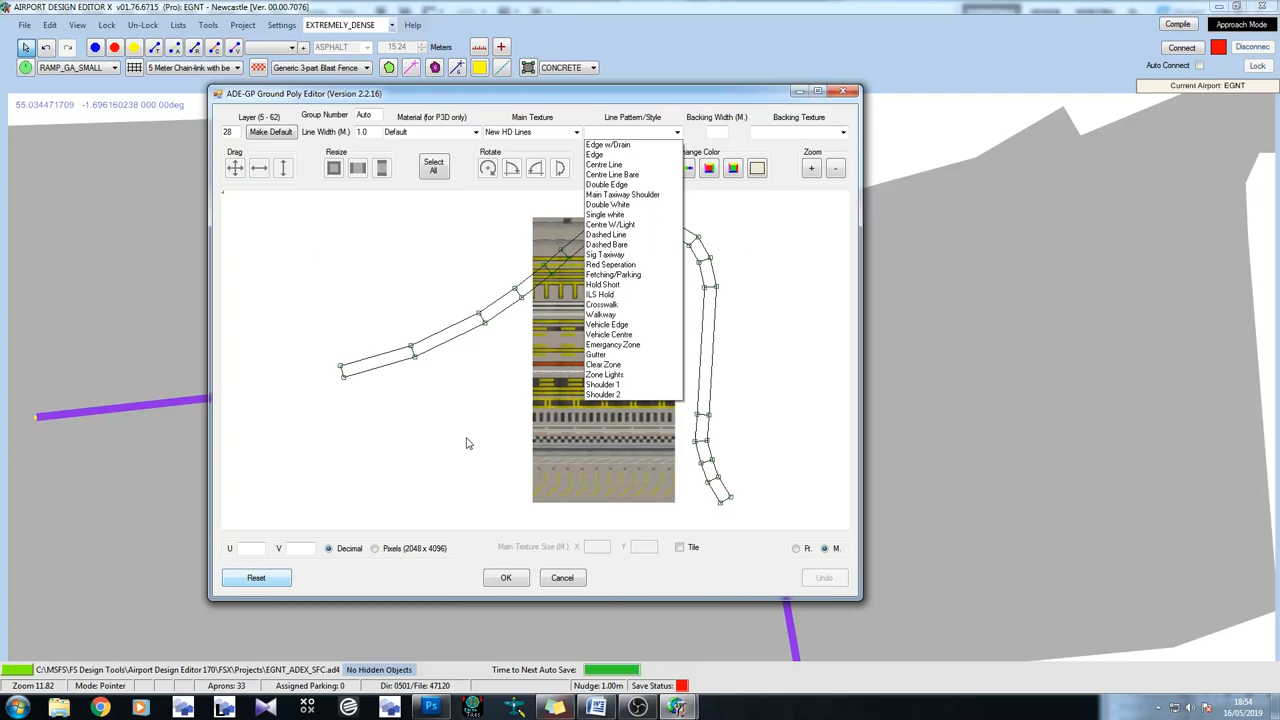 AIRPORT DESIGN EDITOR X v01.76.6715 (Pro): EGNT - Newcastle (Ver. 00.00.7076)
File Edit View Lock Un-Lock Lists Tools Project Settings EXTREMELY_DENSE Help
Compile Approach Mode
ASPHALT 15.24 Meters
Connect Disconnec
RAMP_GA_SMALL 5 Meter Chain-link with be Generic 3-part Blast Fence CONCRETE
Auto Connect Lock
Current Airport: EGNT
55.034471709 -1.696160238 000.00deg
ADE-GP Ground Poly Editor (Version 2.2.16)
Layer (5 - 62) Group Number Auto Material (for P3D only) Main Texture Line Pattern/Style Backing Width (M.) Backing Texture
28 Make Default Line Width (M.) 1.0 Default New HD Lines
Drag Resize Select All Rotate ange Color Zoom
+ -
Edge w/Drain
Edge
Centre Line
Centre Line Bare
Double Edge
Main Taxiway Shoulder
Double White
Single white
Centre W/Light
Dashed Line
Dashed Bare
Sig Taxiway
Red Seperation
Fetching/Parking
Hold Short
ILS Hold
Crosswalk
Walkway
Vehicle Edge
Vehicle Centre
Emergency Zone
Gutter
Clear Zone
Zone Lights
Shoulder 1
Shoulder 2
U V Decimal Pixels (2048 x 4096) Main Texture Size (M.) X Y Tile Ft. M.
Reset OK Cancel Undo
C:\MSFS\FS Design Tools\Airport Design Editor 170\FSX\Projects\EGNT_ADEX_SFC.ad4 No Hidden Objects Time to Next Auto Save:
Zoom 11.82 Mode: Pointer Aprons: 33 Assigned Parking: 0 Dir: 0501/File: 47120 Nudge: 1.00m Save Status:
18:54
16/05/2019